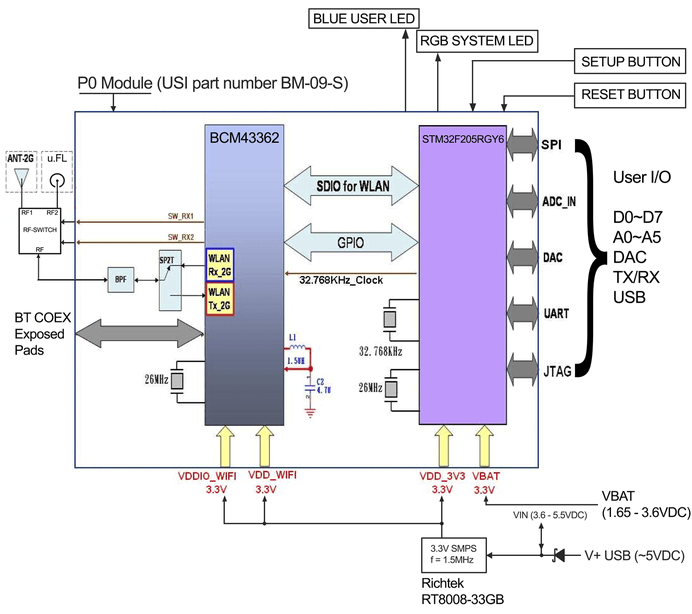 BLUE USER LED
RGB SYSTEM LED
SETUP BUTTON
P0 Module (USI part number BM-09-S)
RESET BUTTON
BCM43362
STM32F205RGY6
SPI
ANT-2G
u.FL
SDIO for WLAN
User I/O
ADC_IN
RF1
RF2
RF-SWITCH
RF
SW_RX1
SW_RX2
GPIO
D0~D7
A0~A5
DAC
TX/RX
USB
DAC
SP2T
WLAN
Rx_2G
BPF
WLAN
Tx_2G
32.768KHz_Clock
BT COEX
Exposed
Pads
UART
L1
1.5UH
32.768KHz
JTAG
26MHz
C2
4.7U
26MHz
VDDIO_WIFI
3.3V
VDD_WIFI
3.3V
VDD_3V3
3.3V
VBAT
3.3V
VBAT
(1.65 - 3.6VDC)
VIN (3.6 - 5.5VDC)
3.3V SMPS
f = 1.5MHz
V+ USB (~5VDC)
Richtek
RT8008-33GB